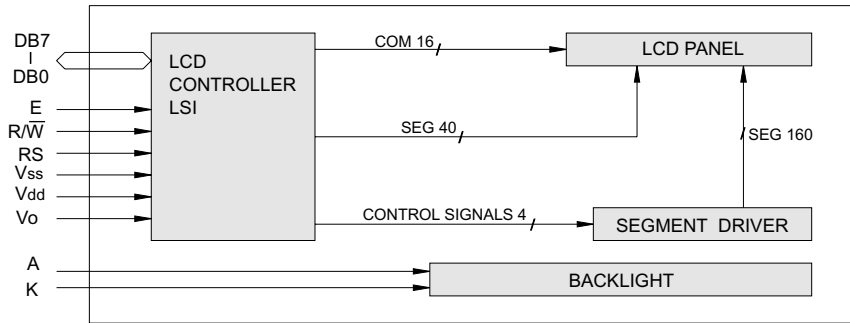 DB7
I
DB0
E
R/W̅
RS
Vss
Vdd
Vo
A
K
LCD
CONTROLLER
LSI
COM 16
SEG 40
CONTROL SIGNALS 4
LCD PANEL
SEG 160
SEGMENT DRIVER
BACKLIGHT